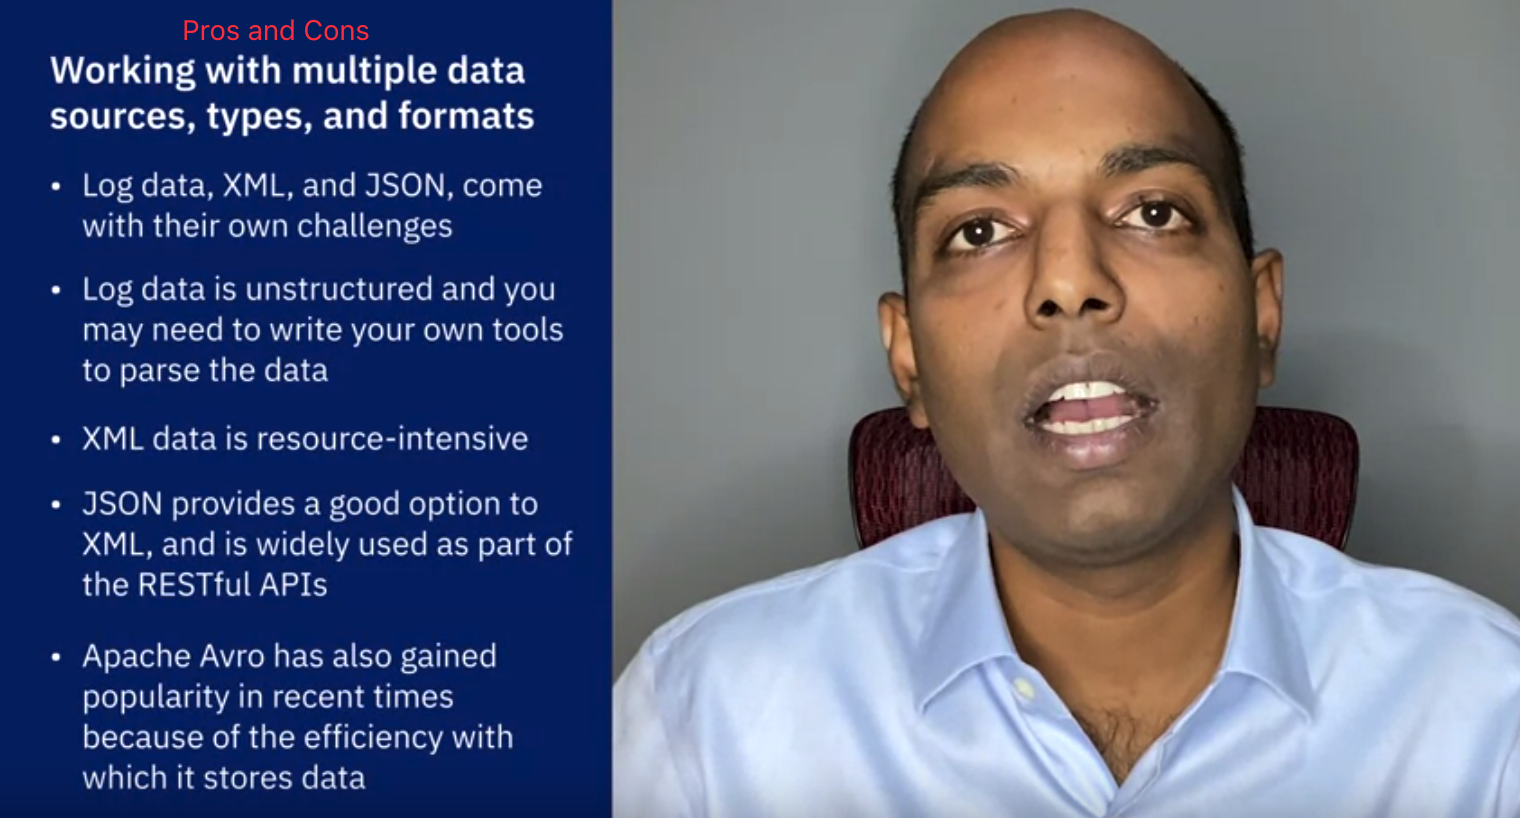 Pros and Cons
Working with multiple data
sources, types, and formats
• Log data, XML, and JSON, come
with their own challenges
• Log data is unstructured and you
may need to write your own tools
to parse the data
• XML data is resource-intensive
• JSON provides a good option to
XML, and is widely used as part of
the RESTful APIs
• Apache Avro has also gained
popularity in recent times
because of the efficiency with
which it stores data